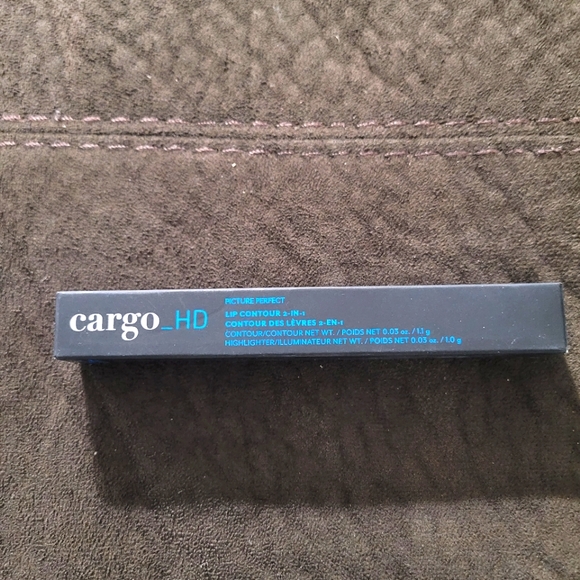 cargo_HD
PICTURE PERFECT
LIP CONTOUR 2-IN-1
CONTOUR DES LÈVRES 2-EN-1
CONTOUR/CONTOUR NET WT. / POIDS NET 0.03 oz. / 1.1 g
HIGHLIGHTER/ILLUMINATEUR NET WT. / POIDS NET 0.03 oz. / 1.0 g